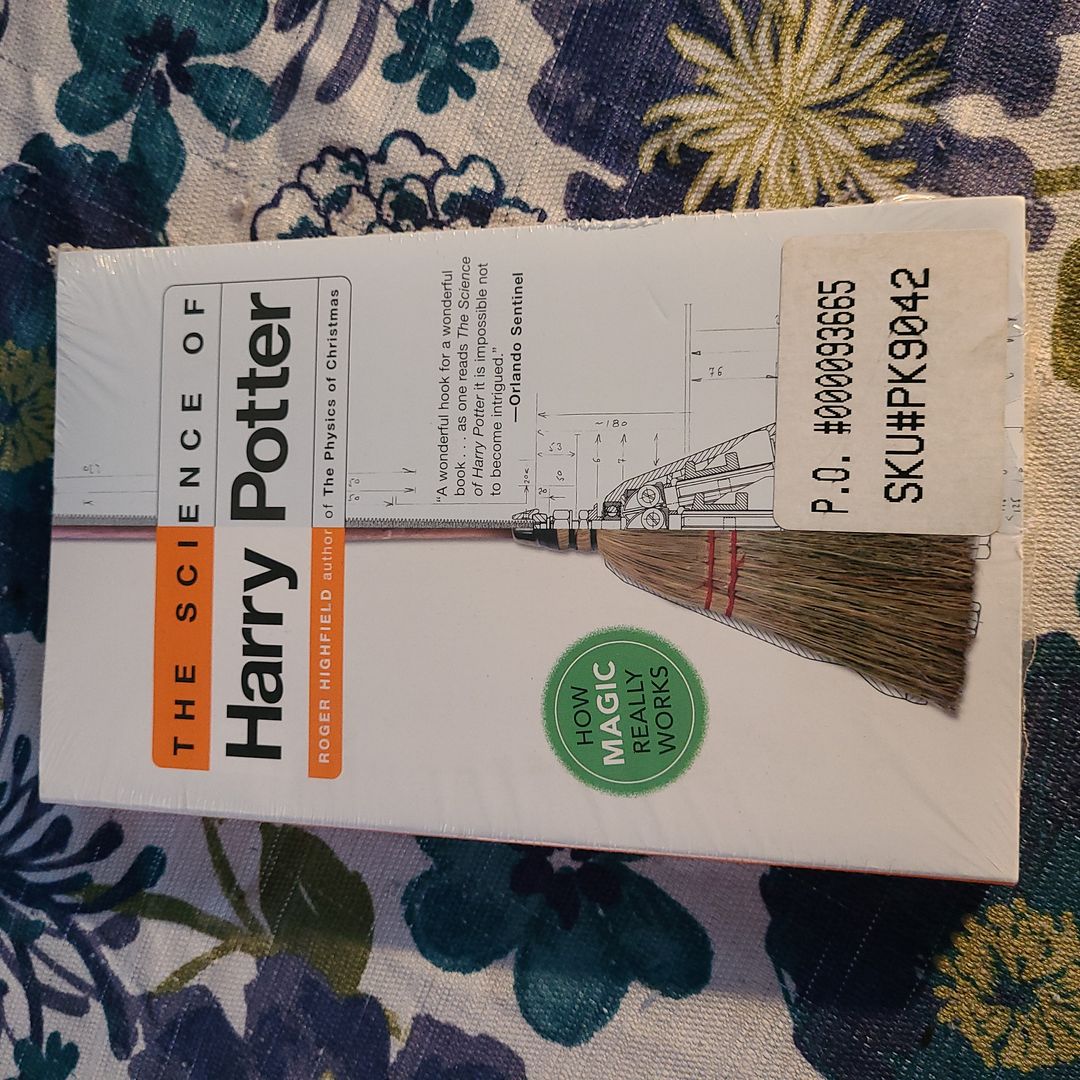 THE SCIENCE OF
Harry Potter
ROGER HIGHFIELD author of The Physics of Christmas
"A wonderful hook for a wonderful
book . . . as one reads The Science
of Harry Potter it is impossible not
to become intrigued."
—Orlando Sentinel
76
~180
53
50
HOW
MAGIC
REALLY
WORKS
P.O. #000093665
SKU#PK9042